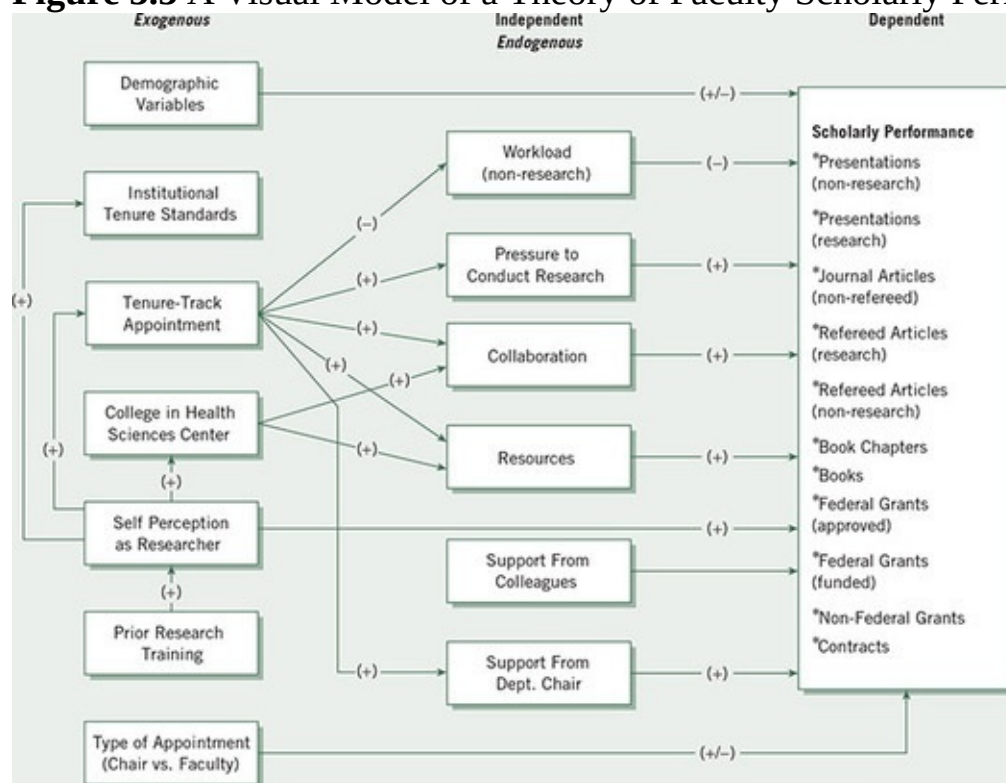 Figure 3.3 A Visual Model of a Theory of Faculty Scholarly
Exogenous
Independent
Endogenous
Dependent
Demographic
Variables
(+/−)
Institutional
Tenure Standards
(+)
Tenure-Track
Appointment
(+)
College in Health
Sciences Center
(+)
Self Perception
as Researcher
(+)
Prior Research
Training
Type of Appointment
(Chair vs. Faculty)
(+/−)
(−)
(+)
(+)
(+)
(+)
(+)
(+)
(+)
Workload
(non-research)
(−)
Pressure to
Conduct Research
(+)
Collaboration
(+)
Resources
(+)
(+)
Support From
Colleagues
Support From
Dept. Chair
(+)
Scholarly Performance
*Presentations
(non-research)
*Presentations
(research)
*Journal Articles
(non-refereed)
*Refereed Articles
(research)
*Refereed Articles
(non-research)
*Book Chapters
*Books
*Federal Grants
(approved)
*Federal Grants
(funded)
*Non-Federal Grants
*Contracts